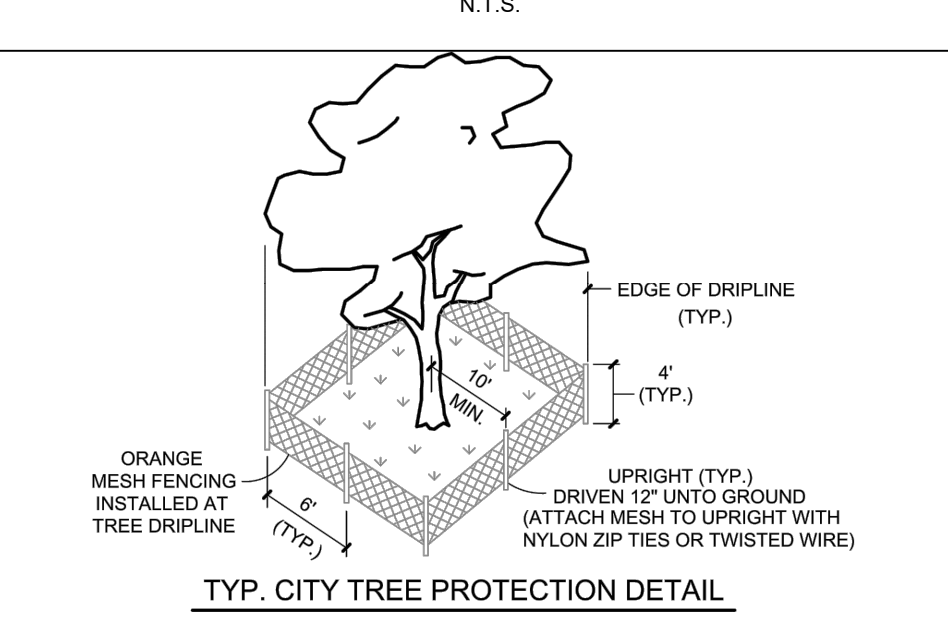 N.T.S.
EDGE OF DRIPLINE
(TYP.)
10'
MIN.
4'
(TYP.)
ORANGE
MESH FENCING
INSTALLED AT
TREE DRIPLINE
6'
(TYP.)
UPRIGHT (TYP.)
DRIVEN 12" UNTO GROUND
(ATTACH MESH TO UPRIGHT WITH
NYLON ZIP TIES OR TWISTED WIRE)
TYP. CITY TREE PROTECTION DETAIL